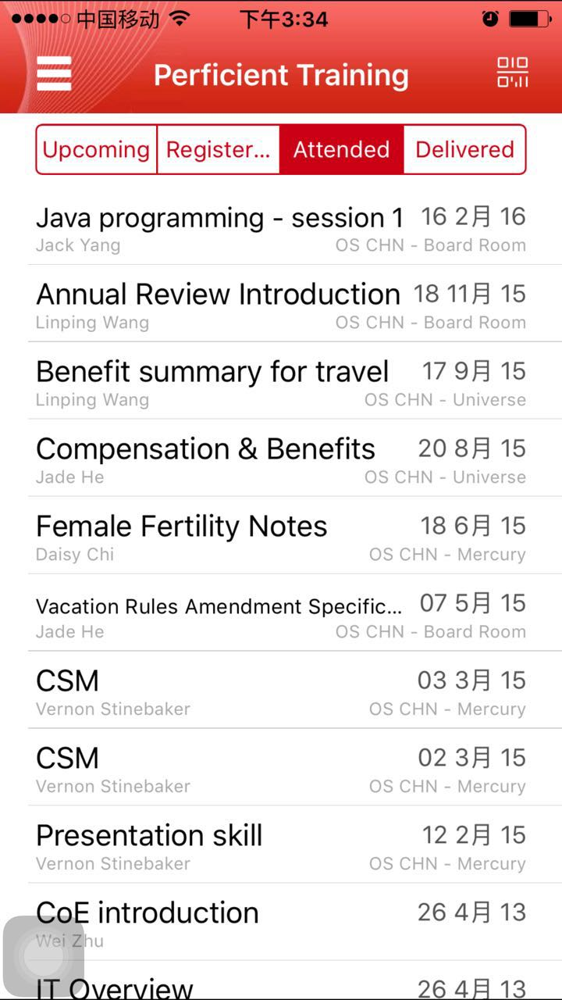 中国移动 下午3:34
Perficient Training
Upcoming Register... Attended Delivered
Java programming - session 1 16 2月 16
Jack Yang OS CHN - Board Room
Annual Review Introduction 18 11月 15
Linping Wang OS CHN - Board Room
Benefit summary for travel 17 9月 15
Linping Wang OS CHN - Universe
Compensation & Benefits 20 8月 15
Jade He OS CHN - Universe
Female Fertility Notes 18 6月 15
Daisy Chi OS CHN - Mercury
Vacation Rules Amendment Specific... 07 5月 15
Jade He OS CHN - Board Room
CSM 03 3月 15
Vernon Stinebaker OS CHN - Mercury
CSM 02 3月 15
Vernon Stinebaker OS CHN - Mercury
Presentation skill 12 2月 15
Vernon Stinebaker OS CHN - Mercury
CoE introduction 26 4月 13
Wei Zhu
IT Overview 26 4月 13